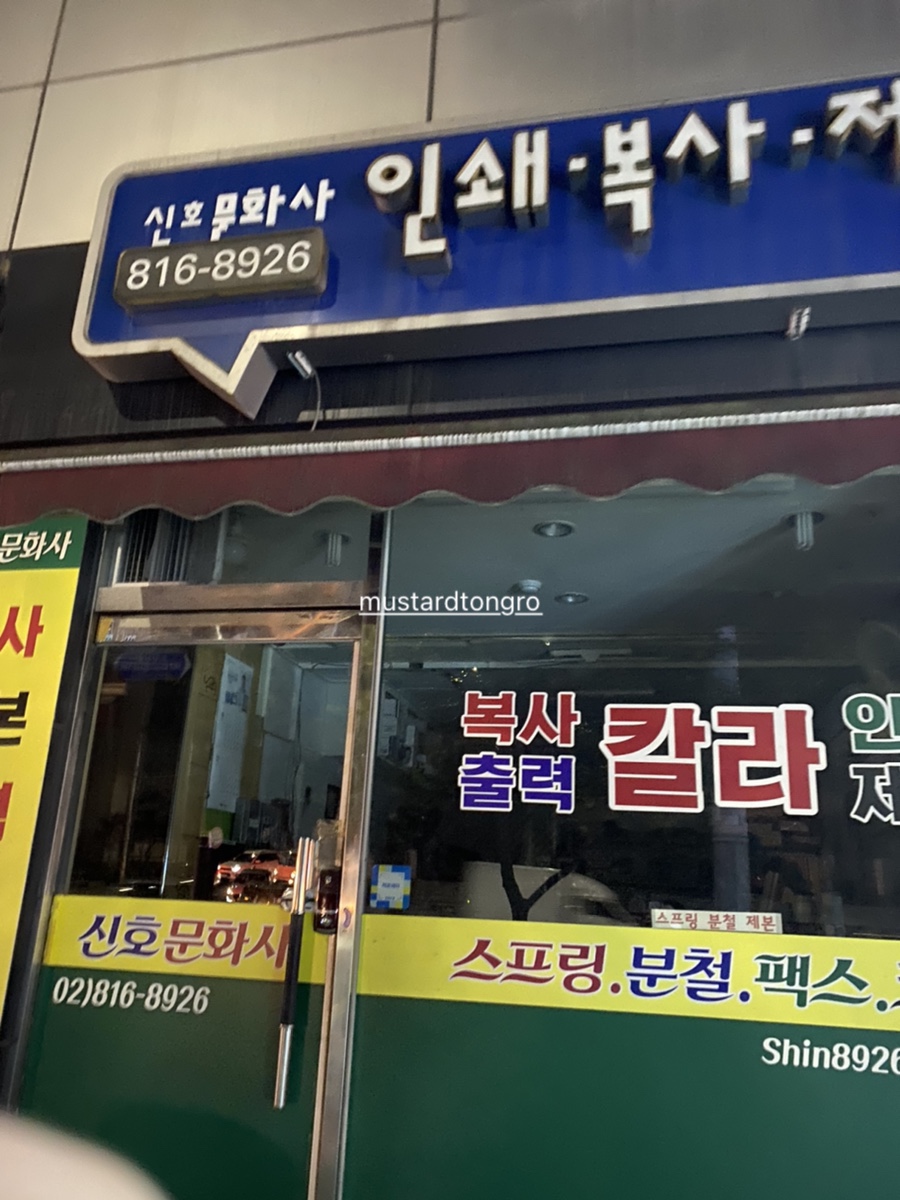 인쇄·복사·제
신호문화사
816-8926
문화사
사
mustardtongro
복사 칼라
출력
스프링 분철 제본
신호문화사
스프링.분철.팩스.
02)816-8926
Shin8926